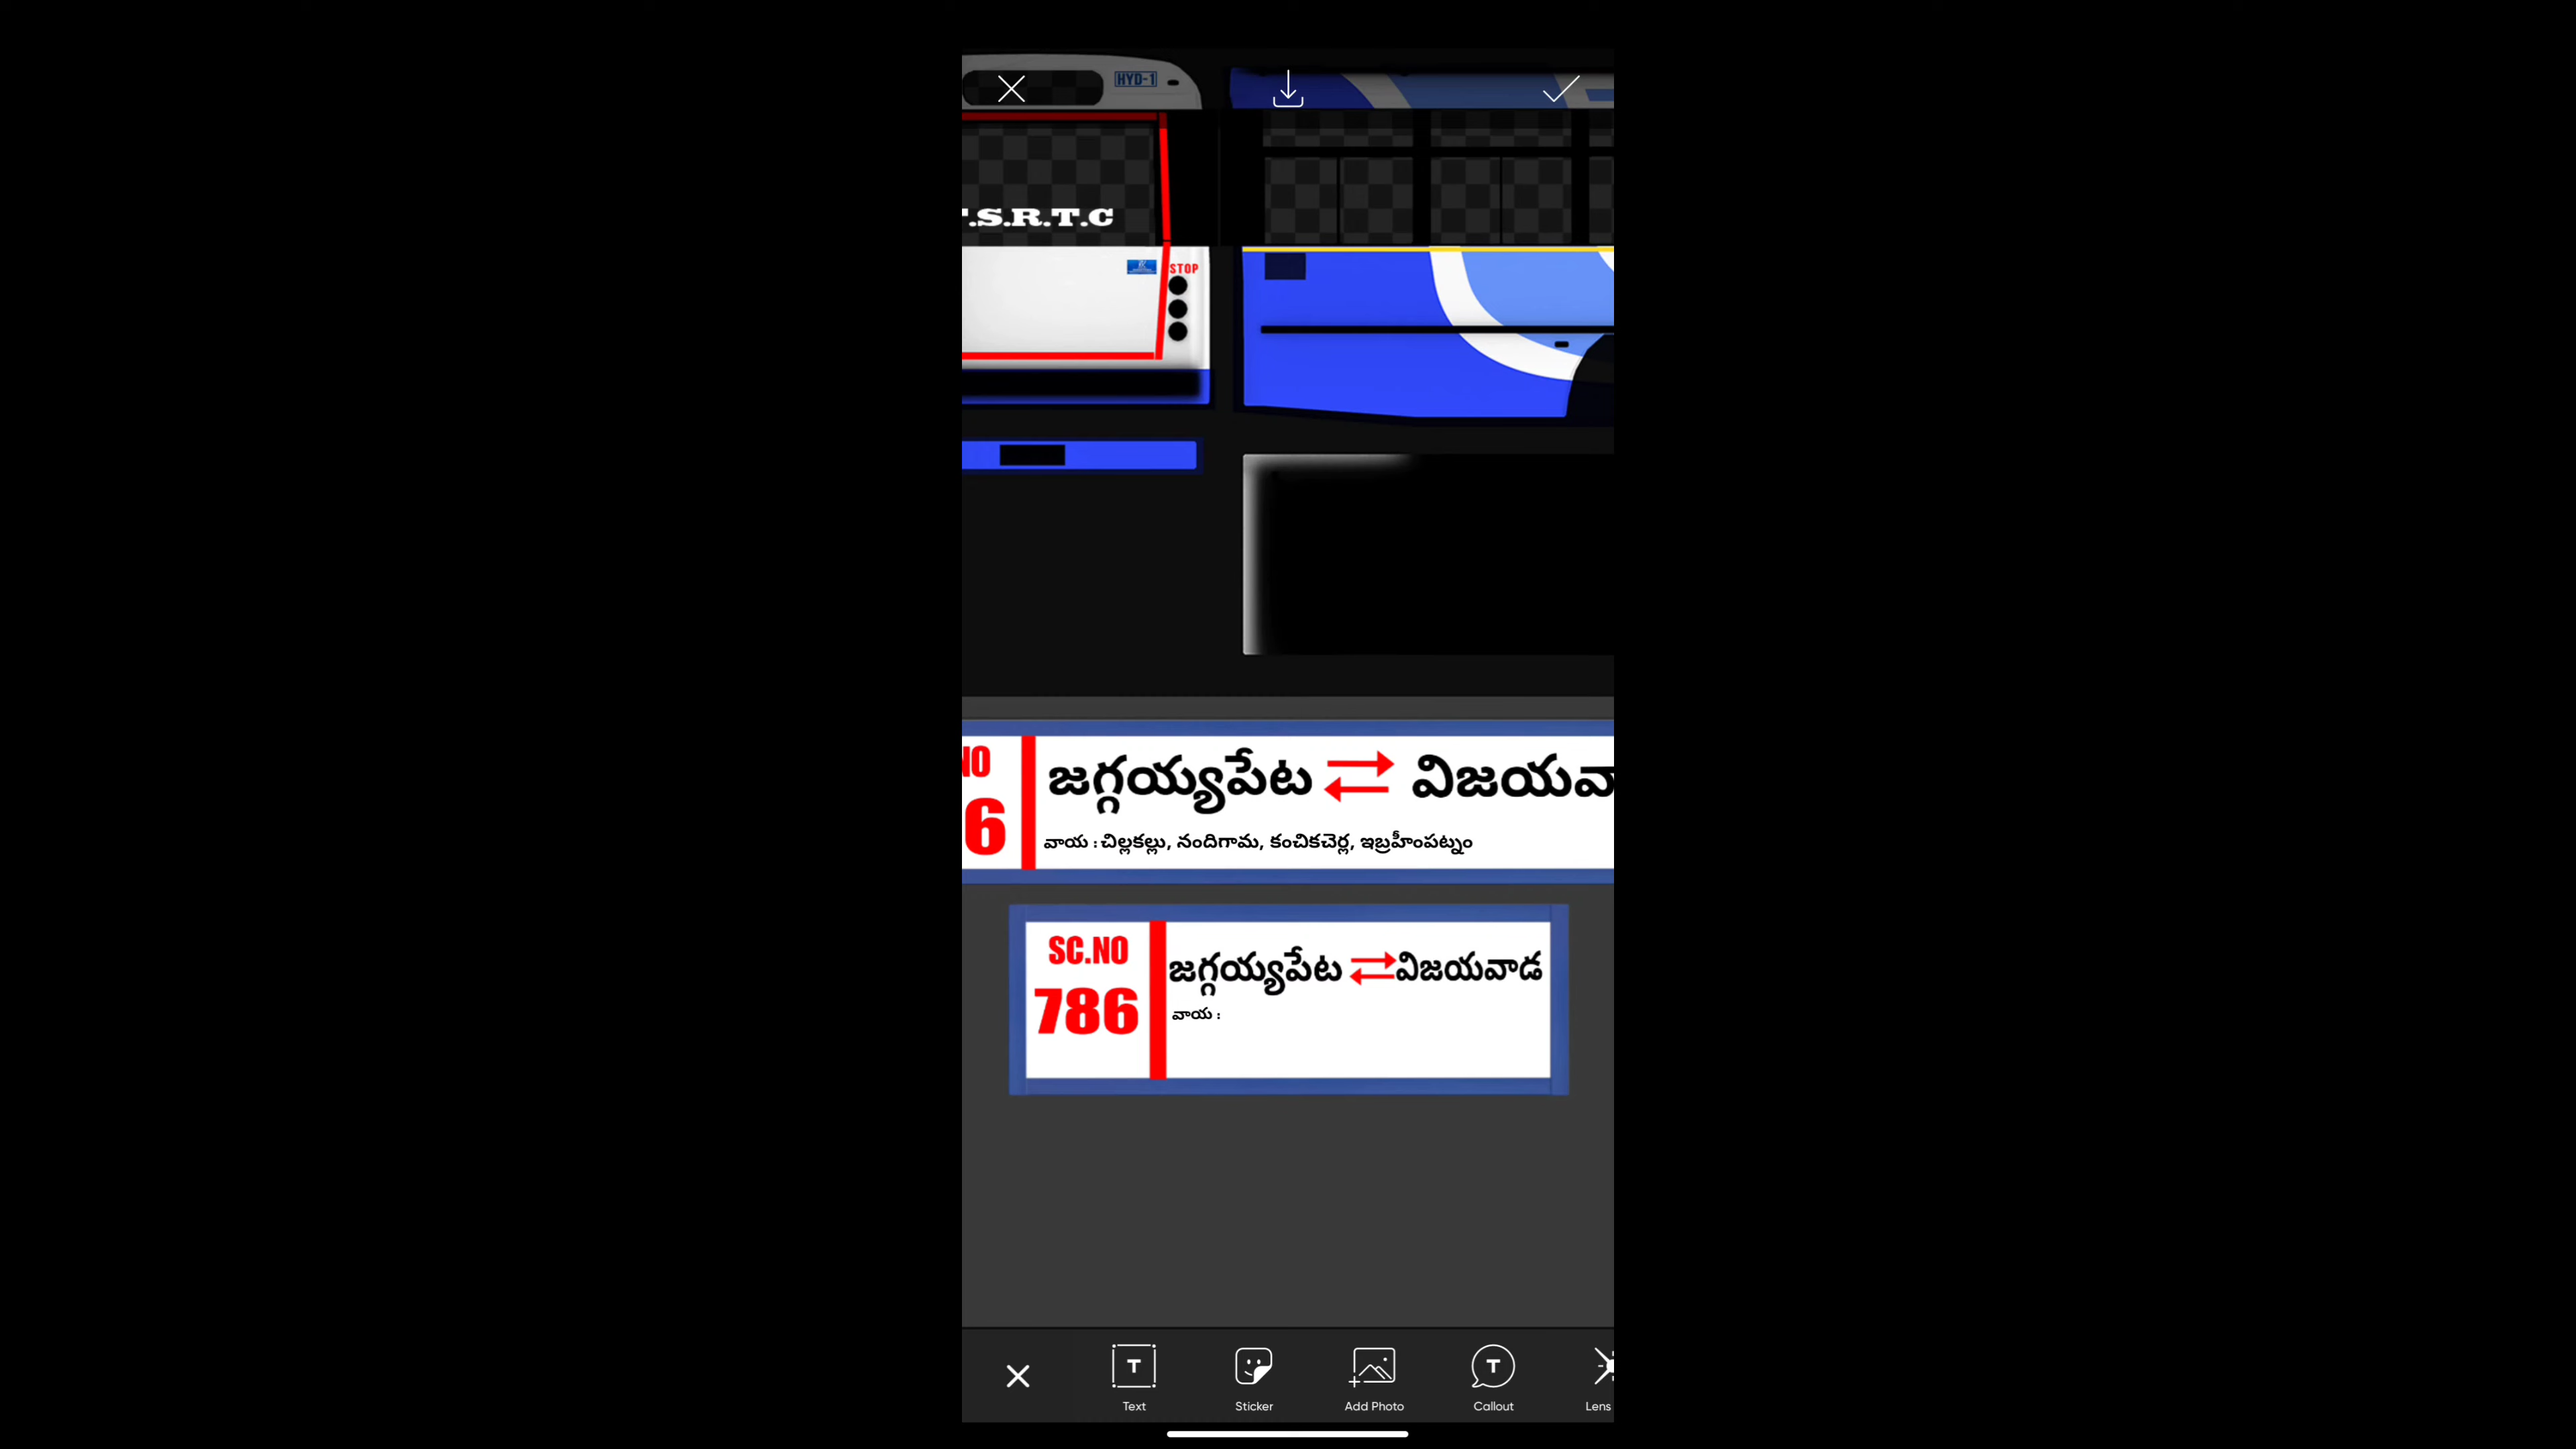 HYD-1
.S.R.T.C
STOP
జగ్గయ్యపేట విజయవా
NO
6
వాయ : చిల్లకల్లు, నందిగామ, కంచికచెర్ల, ఇబ్రహీంపట్నం
SC.NO
జగ్గయ్యపేట విజయవాడ
786
వాయ :
Text
Sticker
Add Photo
Callout
Lens